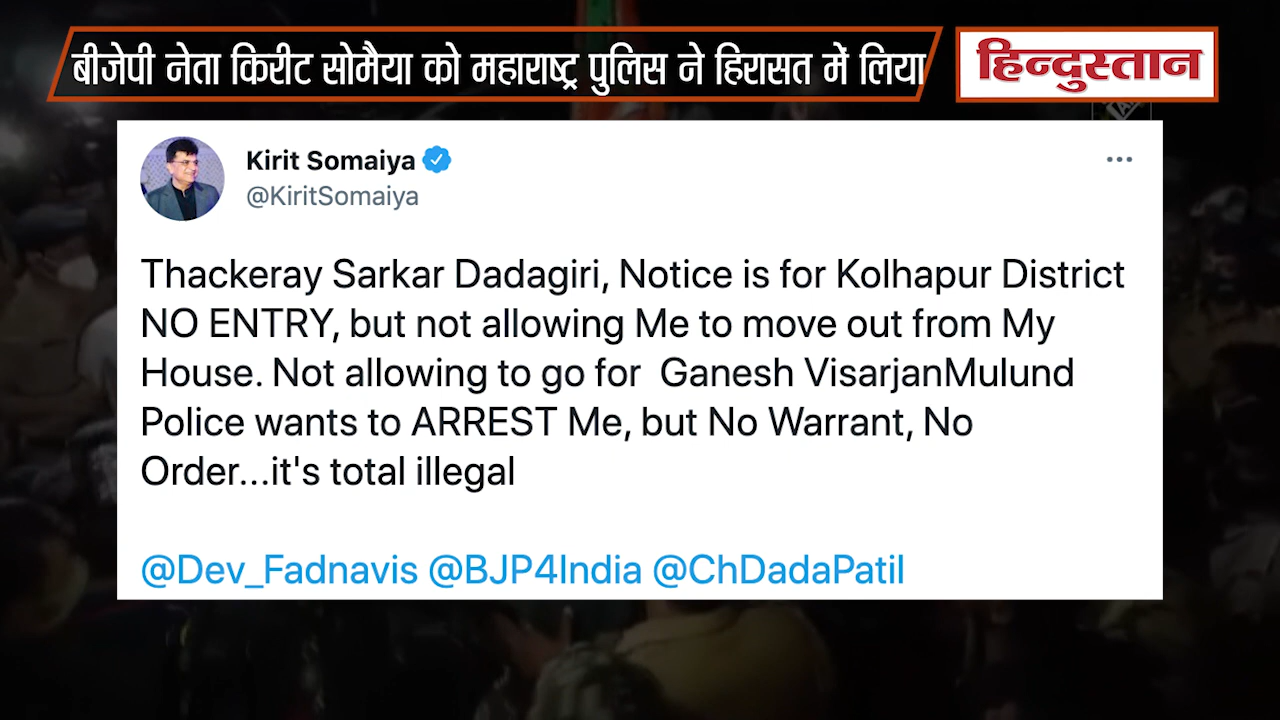 बीजेपी नेता किरीट सोमैया को महाराष्ट्र पुलिस ने हिरासत में लिया
हिन्दुस्तान
Kirit Somaiya
@KiritSomaiya
Thackeray Sarkar Dadagiri, Notice is for Kolhapur District
NO ENTRY, but not allowing Me to move out from My
House. Not allowing to go for  Ganesh VisarjanMulund
Police wants to ARREST Me, but No Warrant, No
Order...it's total illegal
@Dev_Fadnavis @BJP4India @ChDadaPatil